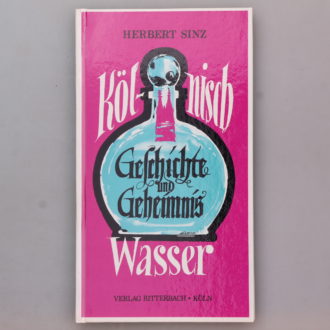 HERBERT SINZ
Köl-nisch
Geschichte
und
Geheimnis
Wasser
VERLAG RITTERBACH • KÖLN